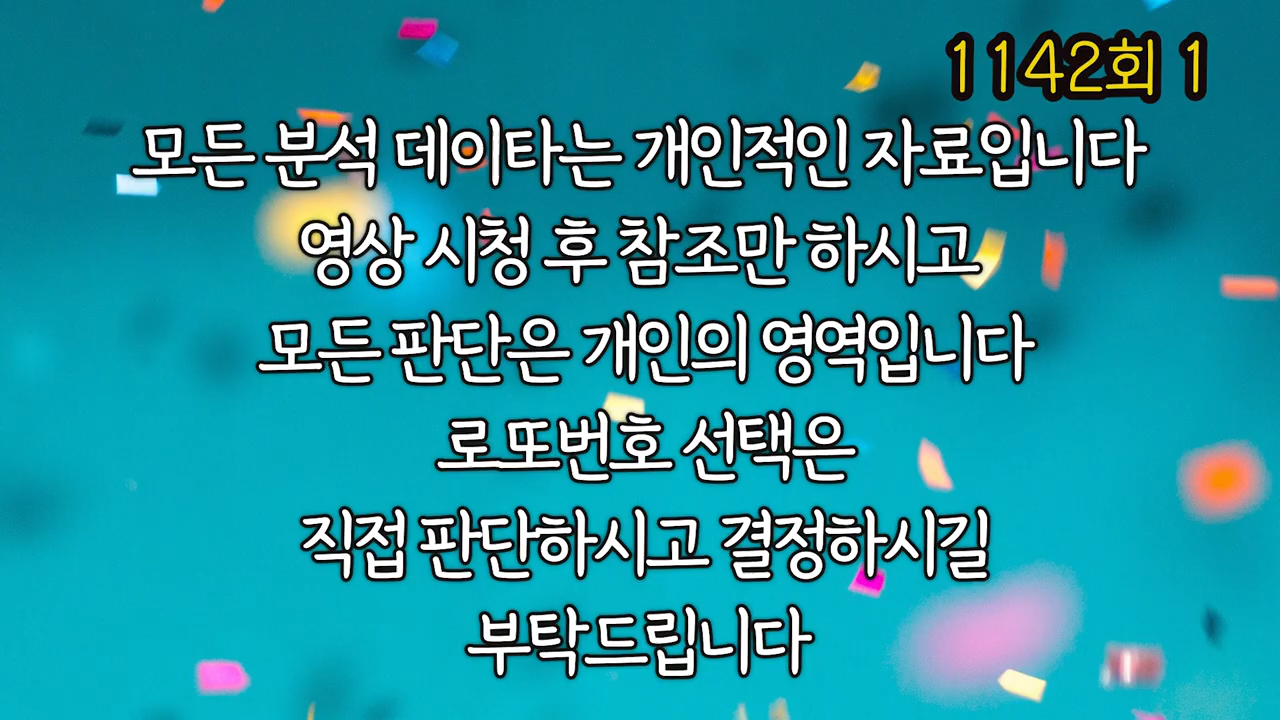 1142회 1
모든 분석 데이타는 개인적인 자료입니다
영상 시청 후 참조만 하시고
모든 판단은 개인의 영역입니다
로또번호 선택은
직접 판단하시고 결정하시길
부탁드립니다